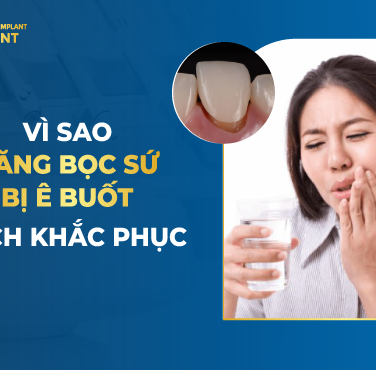 IMPLANT
NT
VÌ SAO
ĂNG BỌC SỨ
BỊ Ê BUỐT
CH KHẮC PHỤC